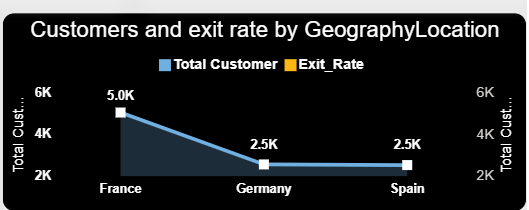 Customers and exit rate by GeographyLocation
Total Customer Exit_Rate
6K
4K
2K
Total Cust...
5.0K
2.5K
2.5K
France
Germany
Spain
6K
4K
2K
Total Cust...